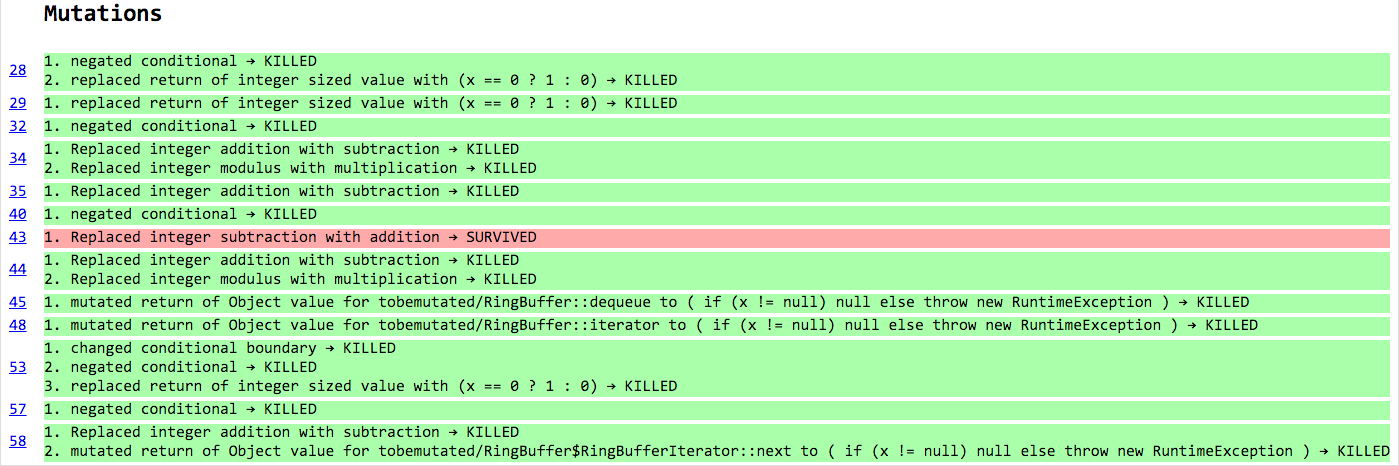 Mutations
28
1. negated conditional → KILLED
2. replaced return of integer sized value with (x == 0 ? 1 : 0) → KILLED
29 1. replaced return of integer sized value with (x == 0 ? 1 : 0) → KILLED
32 1. negated conditional → KILLED
34
1. Replaced integer addition with subtraction → KILLED
2. Replaced integer modulus with multiplication → KILLED
35 1. Replaced integer addition with subtraction → KILLED
40 1. negated conditional → KILLED
43 1. Replaced integer subtraction with addition → SURVIVED
44
1. Replaced integer addition with subtraction → KILLED
2. Replaced integer modulus with multiplication → KILLED
45 1. mutated return of Object value for tobemutated/RingBuffer::dequeue to ( if (x != null) null else throw new RuntimeException ) → KILLED
48 1. mutated return of Object value for tobemutated/RingBuffer::iterator to ( if (x != null) null else throw new RuntimeException ) → KILLED
53
1. changed conditional boundary → KILLED
2. negated conditional → KILLED
3. replaced return of integer sized value with (x == 0 ? 1 : 0) → KILLED
57 1. negated conditional → KILLED
58
1. Replaced integer addition with subtraction → KILLED
2. mutated return of Object value for tobemutated/RingBuffer$RingBufferIterator::next to ( if (x != null) null else throw new RuntimeException ) → KILLED